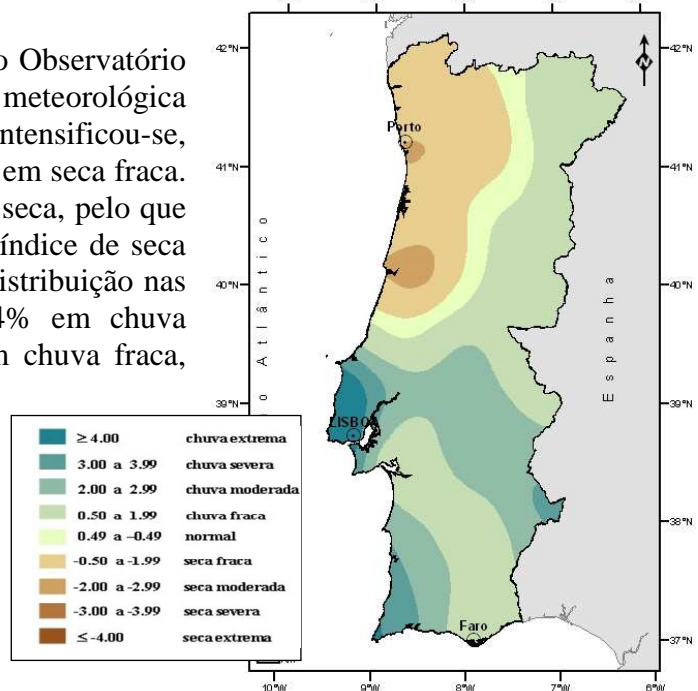 o Observatório
meteorológica
ntensificou-se,
em seca fraca.
seca, pelo que
índice de seca
istribuição nas
4% em chuva
m chuva fraca,
42°N
42°N
Porto
41°N
41°N
40°N
40°N
o Atlântico
Espanha
39°N
39°N
LISBOA
38°N
Faro
37°N
10°W
9°W
8°W
7°W
6°W
≥ 4.00 chuva extrema
3.00 a 3.99 chuva severa
2.00 a 2.99 chuva moderada
0.50 a 1.99 chuva fraca
0.49 a -0.49 normal
-0.50 a -1.99 seca fraca
-2.00 a -2.99 seca moderada
-3.00 a -3.99 seca severa
≤ -4.00 seca extrema